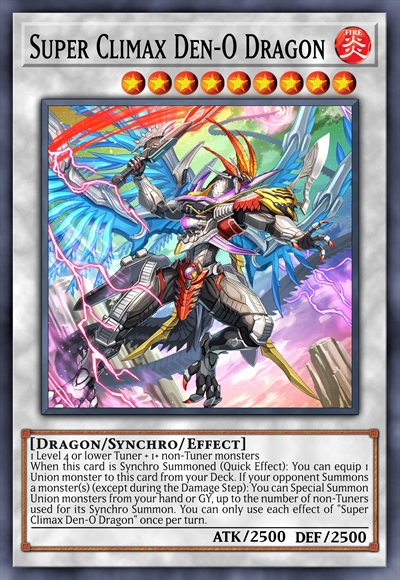 Super Climax Den-O Dragon
FIRE
炎
[Dragon/Synchro/Effect]
1 Level 4 or lower Tuner + 1+ non-Tuner monsters
When this card is Synchro Summoned (Quick Effect): You can equip 1
Union monster to this card from your Deck. If your opponent Summons
a monster(s) (except during the Damage Step): You can Special Summon
Union monsters from your hand or GY, up to the number of non-Tuners
used for its Synchro Summon. You can only use each effect of "Super
Climax Den-O Dragon" once per turn.
ATK/2500 DEF/2500